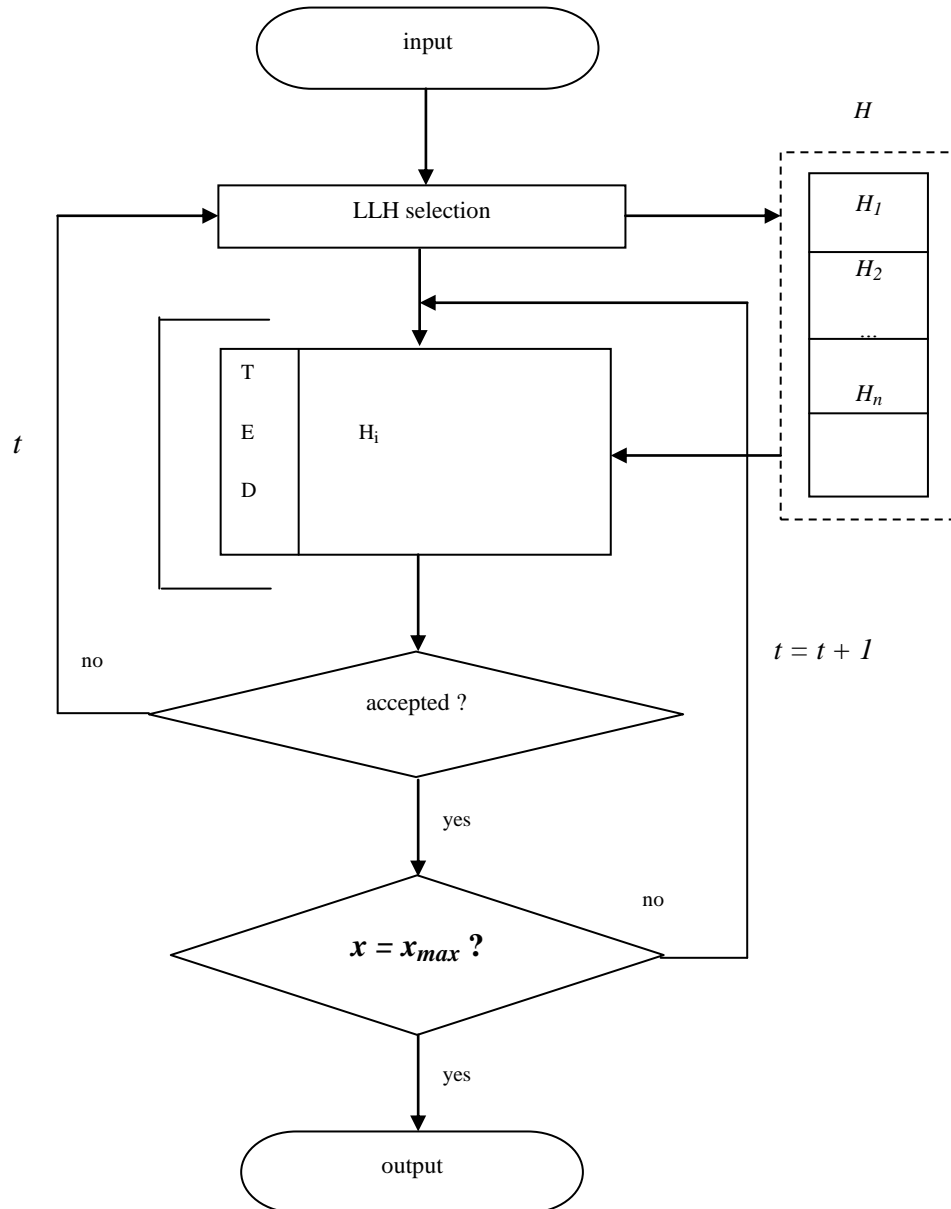 input
H
LLH selection
H1
H2
...
Hn
T
E
D
Hi
t
no
accepted ?
t = t + 1
yes
no
x = xmax ?
yes
output